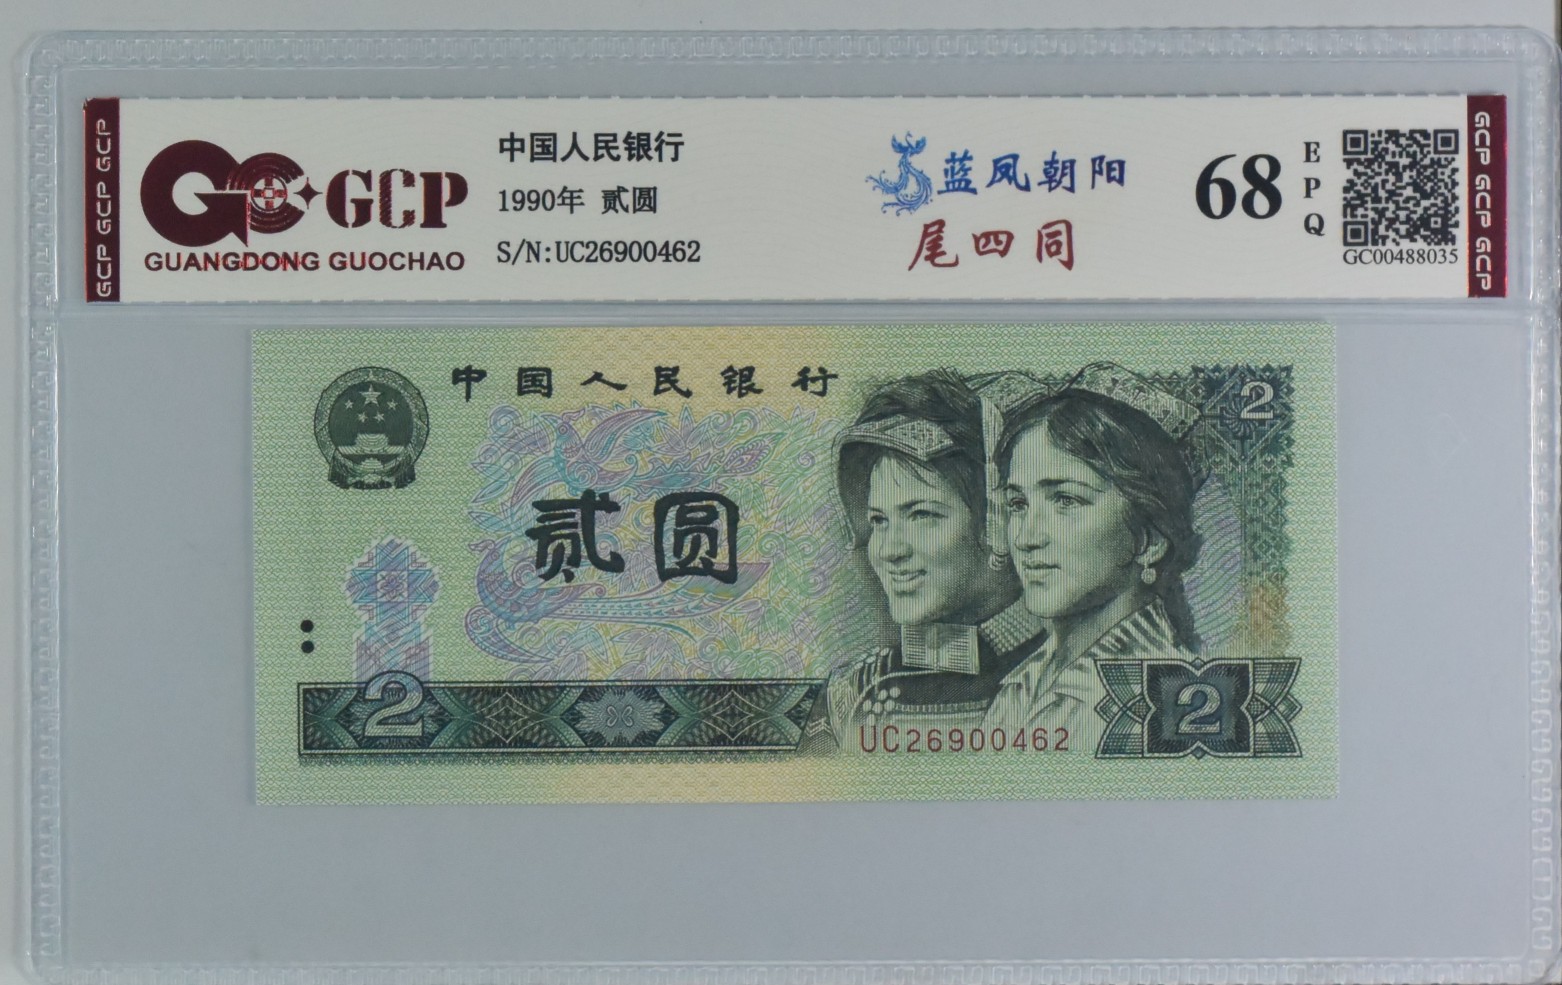 GCP GCP GCP
GCP
GUANGDONG GUOCHAO
中国人民银行
1990年 贰圆
S/N:UC26900462
蓝凤朝阳
尾四同
68
EPQ
GC00488035
GCP GCP GCP
中国人民银行
2
贰圆
2
UC26900462
2